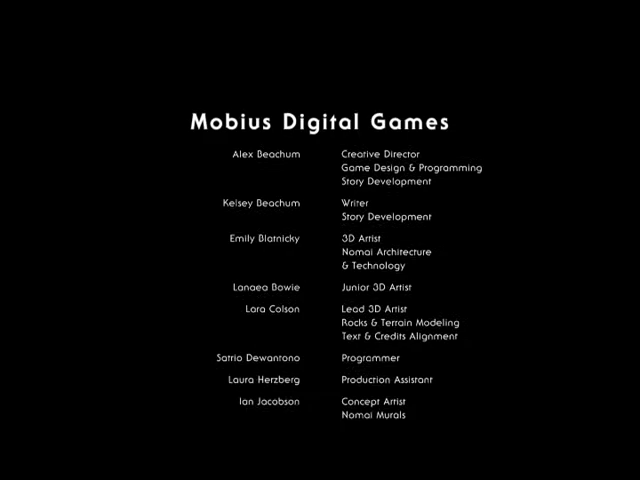 Mobius Digital Games
Alex Beachum Creative Director
Game Design & Programming
Story Development
Kelsey Beachum Writer
Story Development
Emily Blatnicky 3D Artist
Nomai Architecture
& Technology
Lanaea Bowie Junior 3D Artist
Lora Colson Lead 3D Artist
Rocks & Terrain Modeling
Text & Credits Alignment
Satrio Dewantono Programmer
Laura Herzberg Production Assistant
Ian Jacobson Concept Artist
Nomai Murals